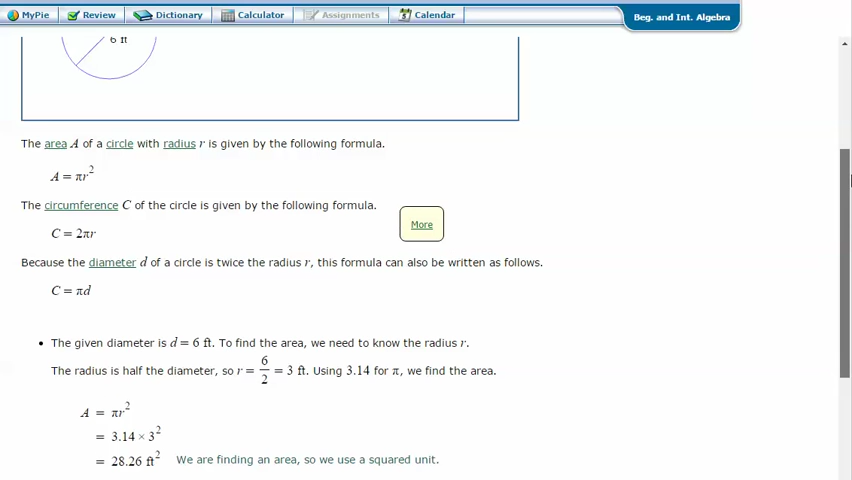 MyPie Review Dictionary Calculator Assignments Calendar Beg. and Int. Algebra
6 ft
The area A of a circle with radius r is given by the following formula.
A = πr²
The circumference C of the circle is given by the following formula.
More
C = 2πr
Because the diameter d of a circle is twice the radius r, this formula can also be written as follows.
C = πd
• The given diameter is d = 6 ft. To find the area, we need to know the radius r.
The radius is half the diameter, so r = 6/2 = 3 ft. Using 3.14 for π, we find the area.
A = πr²
= 3.14 × 3²
= 28.26 ft² We are finding an area, so we use a squared unit.